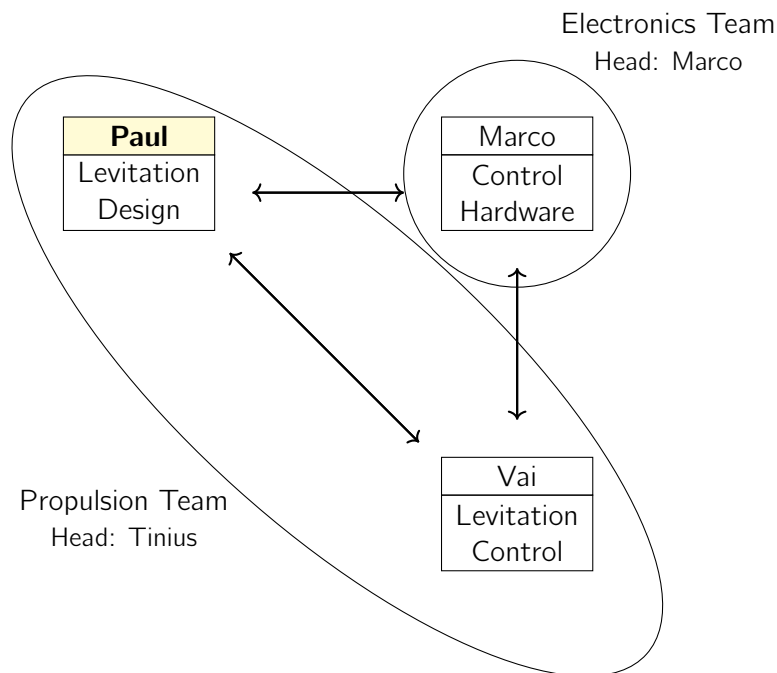 Electronics Team
Head: Marco
Paul
Levitation
Design
Marco
Control
Hardware
Propulsion Team
Head: Tinius
Vai
Levitation
Control